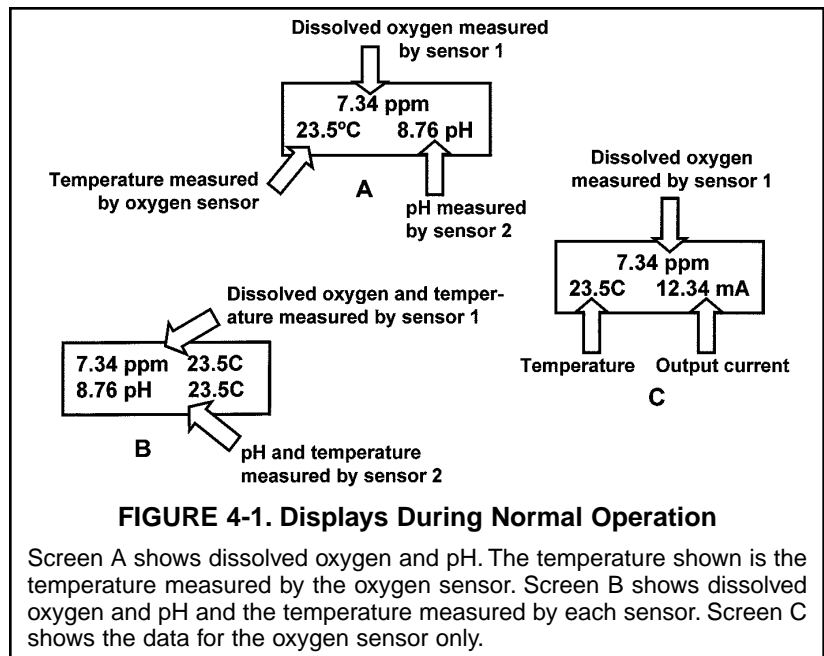 Dissolved oxygen measured
by sensor 1
7.34 ppm
23.5ºC 8.76 pH
Temperature measured
by oxygen sensor
A
pH measured
by sensor 2
Dissolved oxygen
measured by sensor 1
7.34 ppm
23.5C 12.34 mA
Temperature Output current
C
Dissolved oxygen and temper-
ature measured by sensor 1
7.34 ppm 23.5C
8.76 pH 23.5C
B
pH and temperature
measured by sensor 2
FIGURE 4-1. Displays During Normal Operation
Screen A shows dissolved oxygen and pH. The temperature shown is the
temperature measured by the oxygen sensor. Screen B shows dissolved
oxygen and pH and the temperature measured by each sensor. Screen C
shows the data for the oxygen sensor only.